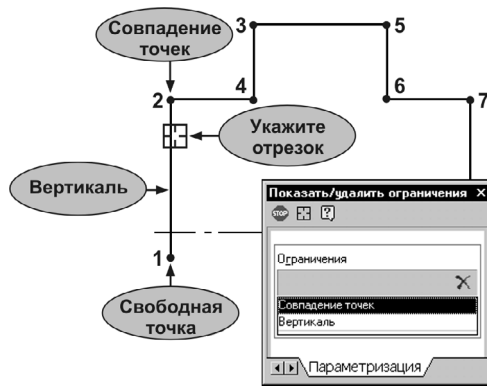 Совпадение
точек
3
5
2
4
6
7
Укажите
отрезок
Вертикаль
1
Свободная
точка
Показать/удалить ограничения ×
STOP ?
Ограничения
Совпадение точек
Вертикаль
Параметризация